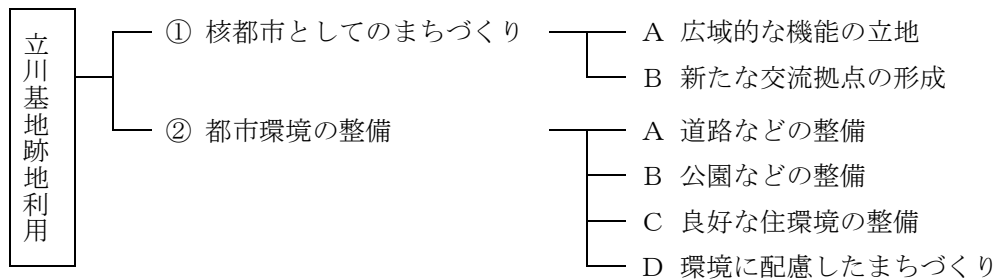 立川基地跡地利用
① 核都市としてのまちづくり
A 広域的な機能の立地
B 新たな交流拠点の形成
② 都市環境の整備
A 道路などの整備
B 公園などの整備
C 良好な住環境の整備
D 環境に配慮したまちづくり